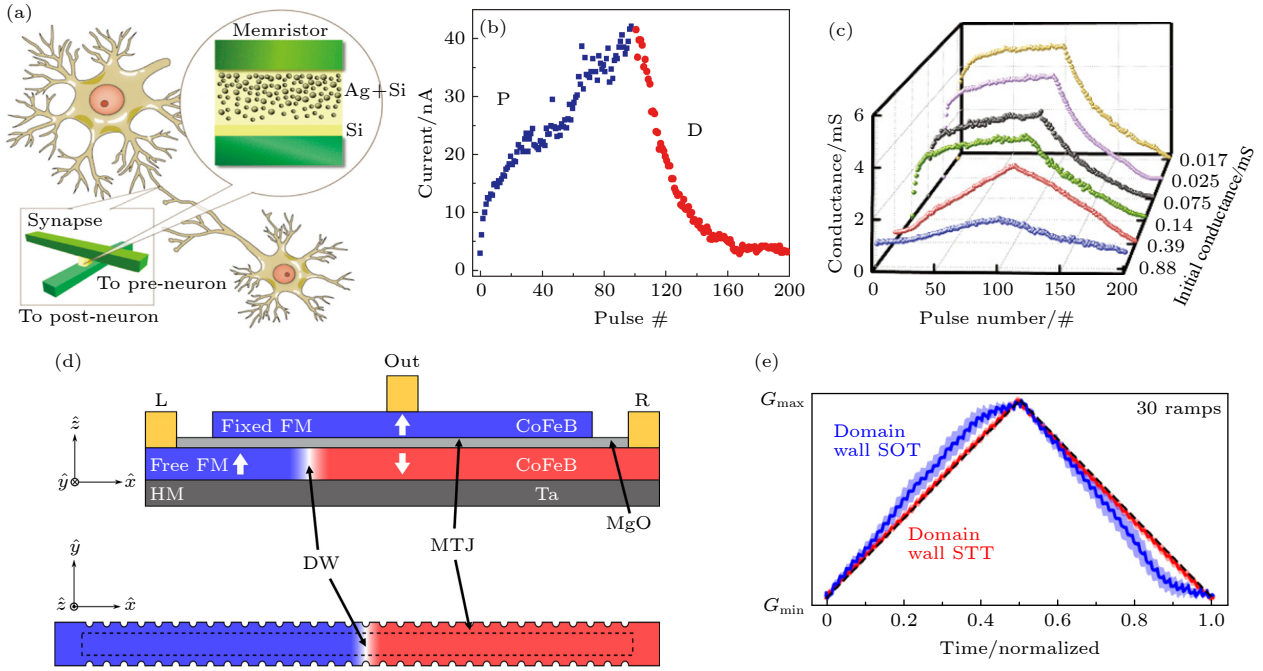 (a)
Memristor
Ag+Si
Si
Synapse
To pre-neuron
To post-neuron
(b)
Current/nA
40
30
20
10
0
P
D
0 40 80 120 160 200
Pulse #
(c)
Conductance/mS
6
4
2
0
0 50 100 150 200
Pulse number/#
0.017
0.025
0.075
0.14
0.39
0.88
Initial conductance/mS
(d)
Out
L
R
Fixed FM CoFeB
Free FM CoFeB
HM Ta
MgO
ẑ
ŷ x̂
DW
MTJ
ŷ
ẑ x̂
(e)
Gmax
30 ramps
Domain
wall SOT
Domain
wall STT
Gmin
0 0.2 0.4 0.6 0.8 1.0
Time/normalized